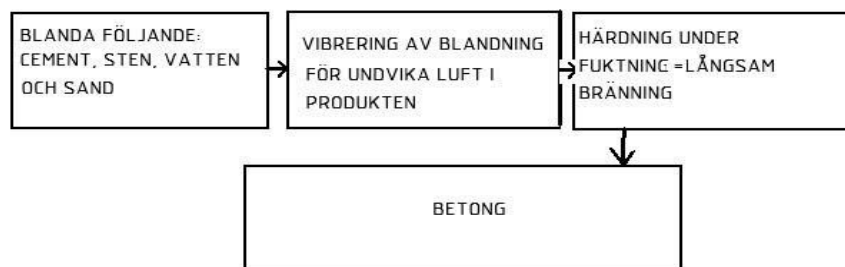 BLANDA FÖLJANDE:
CEMENT, STEN, VATTEN
OCH SAND
VIBRERING AV BLANDNING
FÖR UNDVIKA LUFT I
PRODUKTEN
HÄRDNING UNDER
FUKTNING =LÅNGSAM
BRÄNNING
BETONG